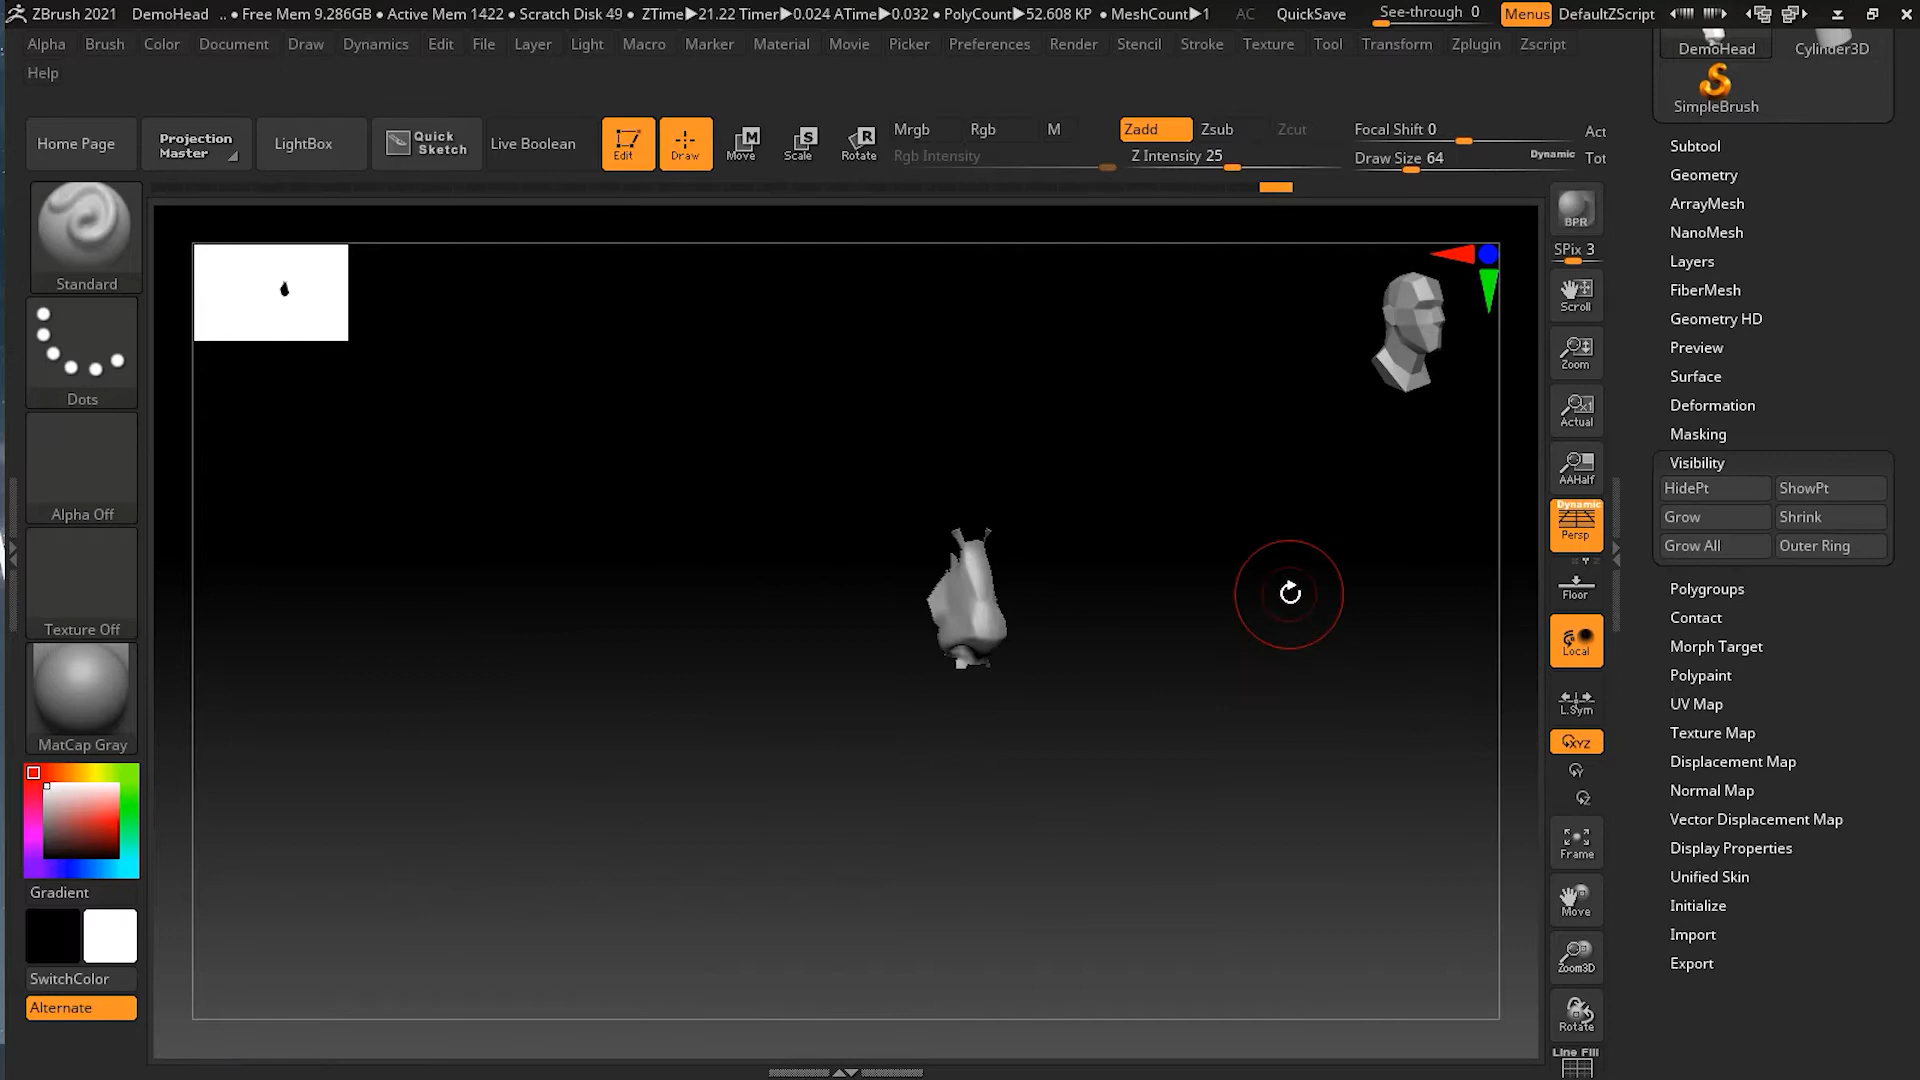 ZBrush 2021 DemoHead .. • Free Mem 9.286GB • Active Mem 1422 • Scratch Disk 49 • ZTime▶21.22 Timer▶0.024 ATime▶0.032 • PolyCount▶52.608 KP • MeshCount▶1 AC QuickSave See-through 0 Menus DefaultZScript
Alpha Brush Color Document Draw Dynamics Edit File Layer Light Macro Marker Material Movie Picker Preferences Render Stencil Stroke Texture Tool Transform Zplugin Zscript
Help
DemoHead Cylinder3D
SimpleBrush
Home Page
Projection
Master
LightBox
Quick
Sketch
Live Boolean
Edit
Draw
Move
Scale
Rotate
Mrgb Rgb M
Rgb Intensity
Zadd Zsub Zcut
Z Intensity 25
Focal Shift 0
Draw Size 64 Dynamic
Act
Tot
Standard
Dots
Alpha Off
Texture Off
MatCap Gray
Gradient
SwitchColor
Alternate
BPR
SPix 3
Scroll
Zoom
Actual
AAHalf
Dynamic
Persp
Floor
Local
L.Sym
XYZ
Y
Z
Frame
Move
Zoom3D
Rotate
Line Fill
Subtool
Geometry
ArrayMesh
NanoMesh
Layers
FiberMesh
Geometry HD
Preview
Surface
Deformation
Masking
Visibility
HidePt ShowPt
Grow Shrink
Grow All Outer Ring
Polygroups
Contact
Morph Target
Polypaint
UV Map
Texture Map
Displacement Map
Normal Map
Vector Displacement Map
Display Properties
Unified Skin
Initialize
Import
Export